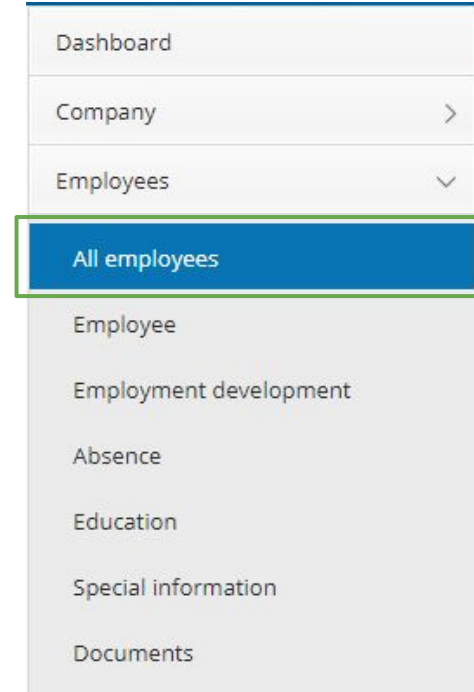 Dashboard
Company
Employees
All employees
Employee
Employment development
Absence
Education
Special information
Documents